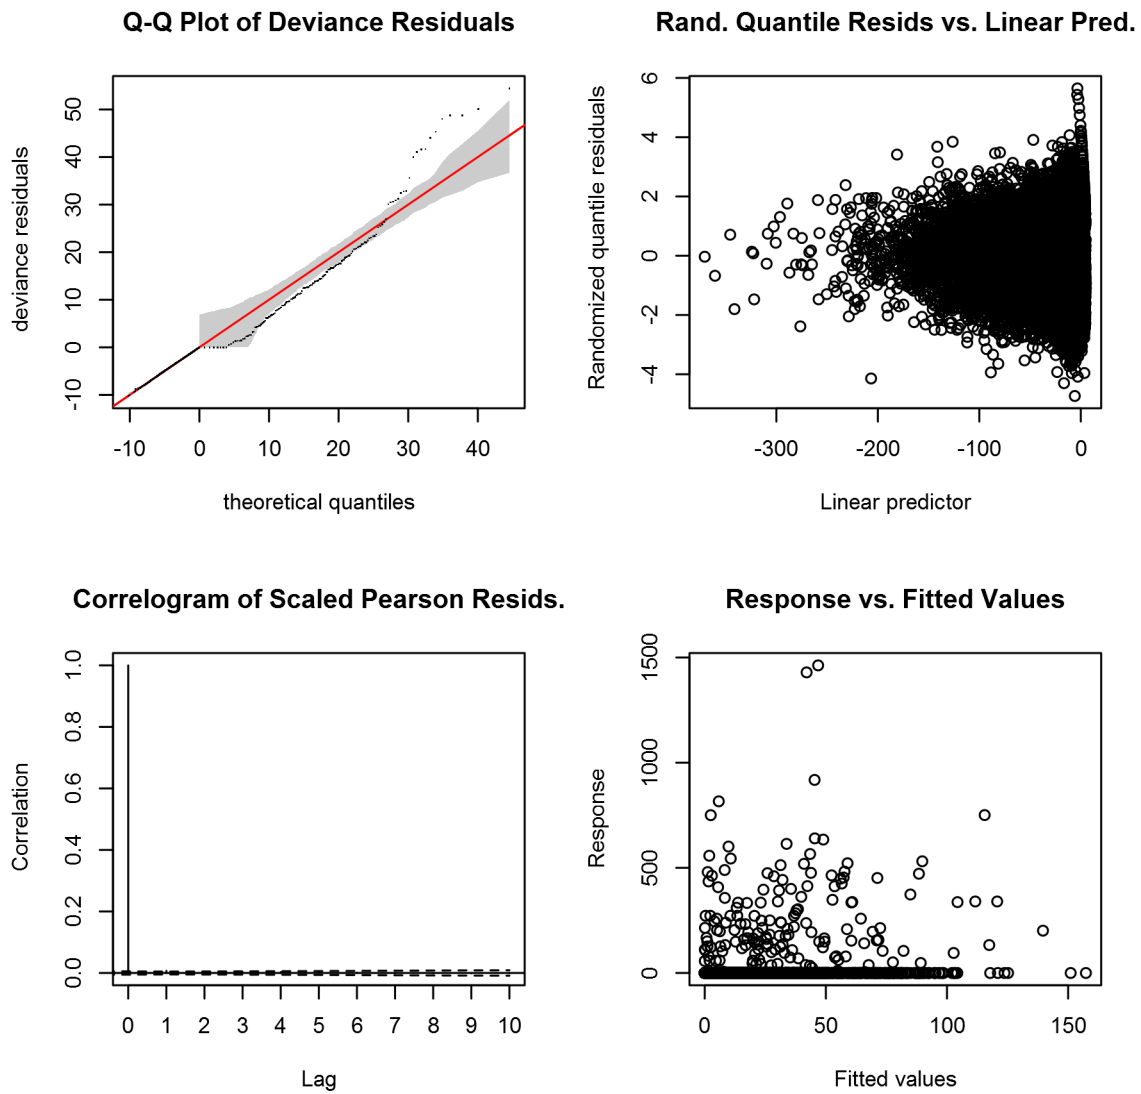 Q-Q Plot of Deviance Residuals
deviance residuals
50
40
30
20
10
0
-10
-10 0 10 20 30 40
theoretical quantiles
Rand. Quantile Resids vs. Linear Pred.
Randomized quantile residuals
6
4
2
0
-2
-4
-300 -200 -100 0
Linear predictor
Correlogram of Scaled Pearson Resids.
Correlation
1.0
0.8
0.6
0.4
0.2
0.0
0 1 2 3 4 5 6 7 8 9 10
Lag
Response vs. Fitted Values
Response
1500
1000
500
0
0 50 100 150
Fitted values